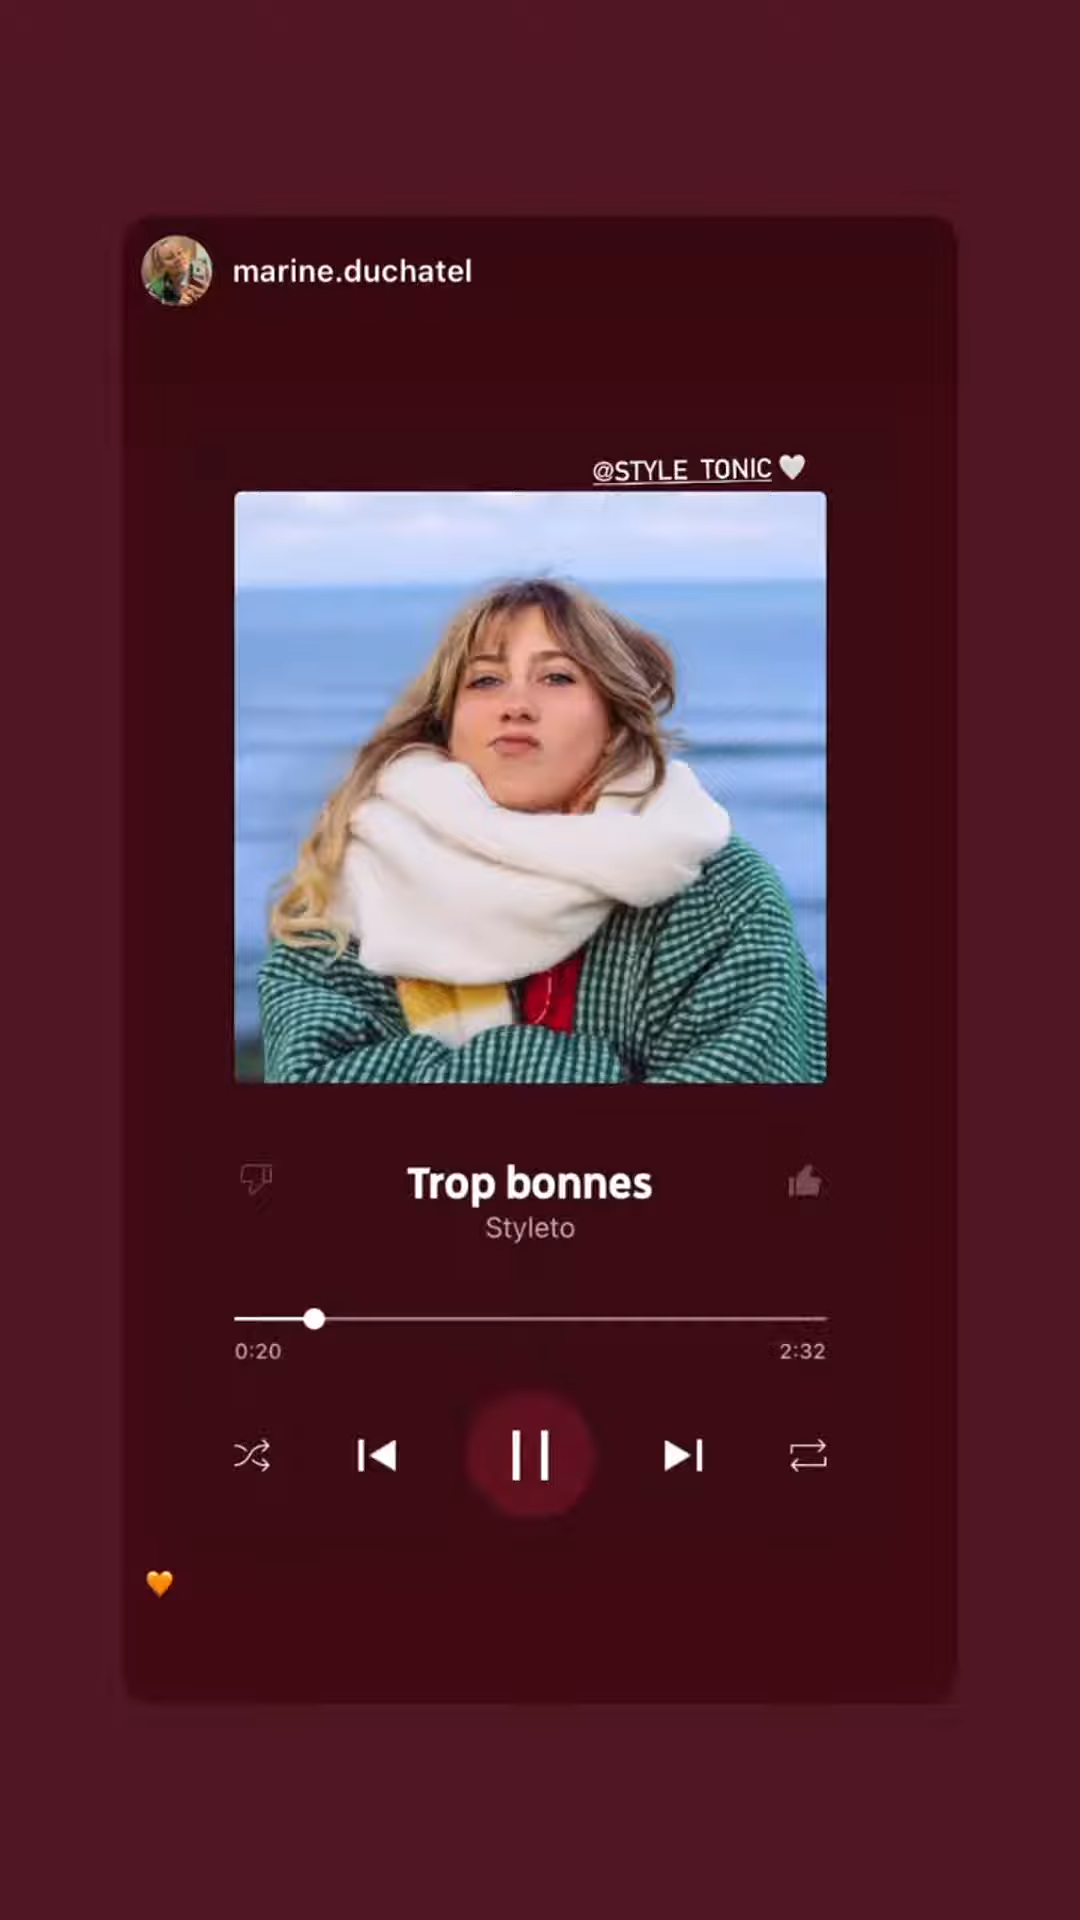 marine.duchatel
@STYLE_TONIC🤍
Trop bonnes
Styleto
0:20
2:32
🧡